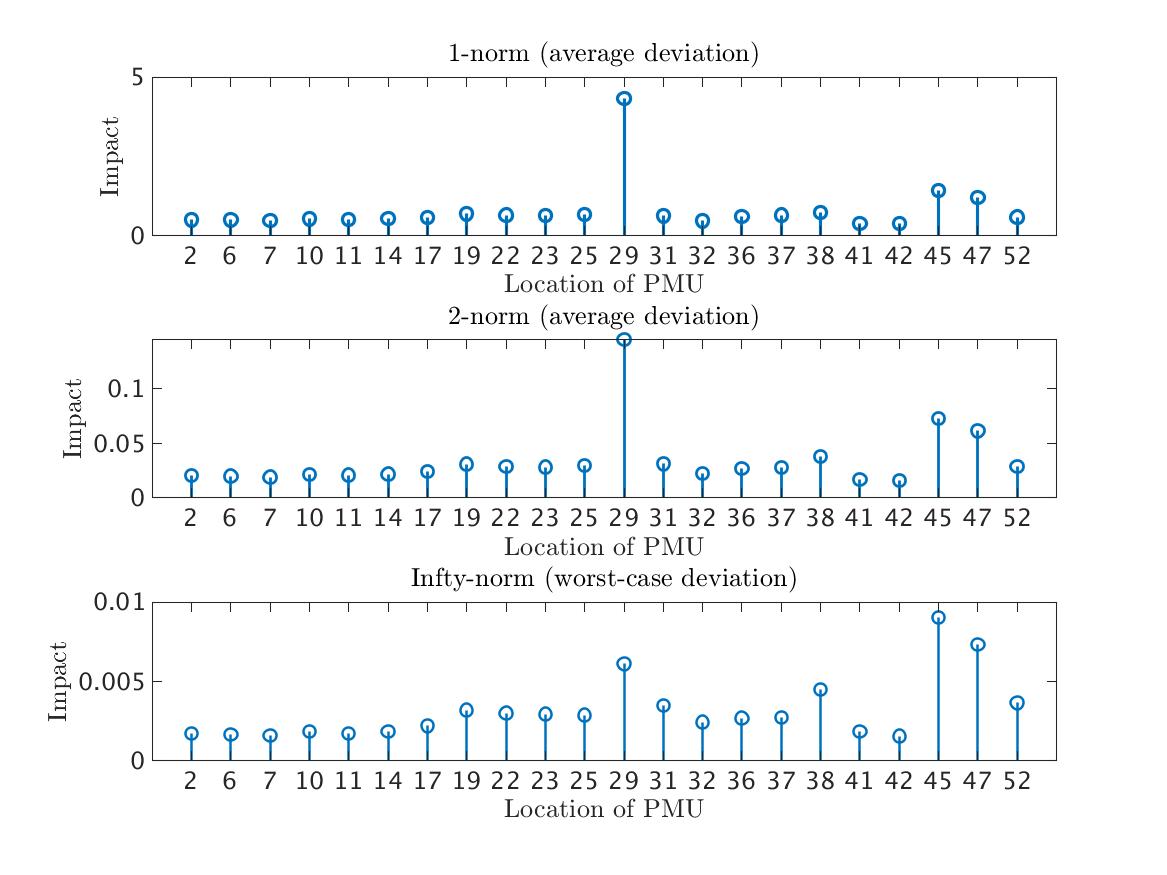 1-norm (average deviation)
5
Impact
0
2 6 7 10 11 14 17 19 22 23 25 29 31 32 36 37 38 41 42 45 47 52
Location of PMU
2-norm (average deviation)
0.1
Impact
0.05
0
2 6 7 10 11 14 17 19 22 23 25 29 31 32 36 37 38 41 42 45 47 52
Location of PMU
Infty-norm (worst-case deviation)
0.01
Impact
0.005
0
2 6 7 10 11 14 17 19 22 23 25 29 31 32 36 37 38 41 42 45 47 52
Location of PMU